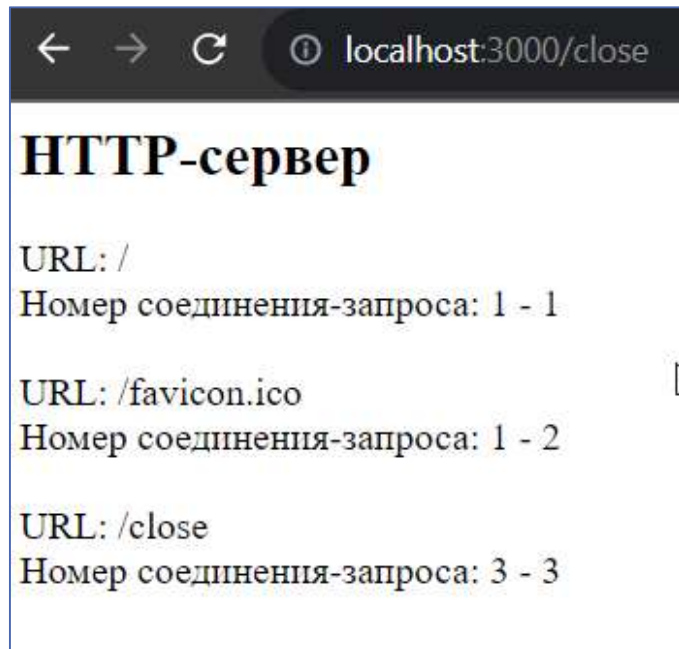 localhost:3000/close
HTTP-сервер
URL: /
Номер соединения-запроса: 1 - 1
URL: /favicon.ico
Номер соединения-запроса: 1 - 2
URL: /close
Номер соединения-запроса: 3 - 3